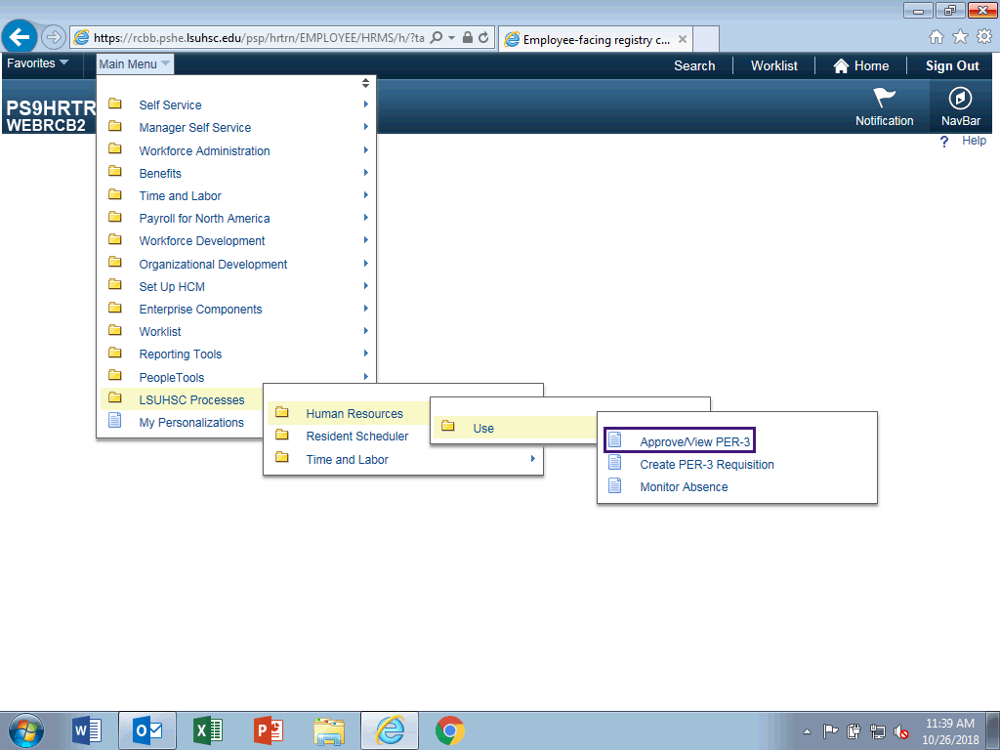 https://rcbb.pshe.lsuhsc.edu/psp/hrtrn/EMPLOYEE/HRMS/h/?ta
Employee-facing registry c...
Favorites
Main Menu
Search
Worklist
Home
Sign Out
PS9HRTR
WEBRCB2
Notification
NavBar
Help
Self Service
Manager Self Service
Workforce Administration
Benefits
Time and Labor
Payroll for North America
Workforce Development
Organizational Development
Set Up HCM
Enterprise Components
Worklist
Reporting Tools
PeopleTools
LSUHSC Processes
My Personalizations
Human Resources
Resident Scheduler
Time and Labor
Use
Approve/View PER-3
Create PER-3 Requisition
Monitor Absence
11:39 AM
10/26/2018